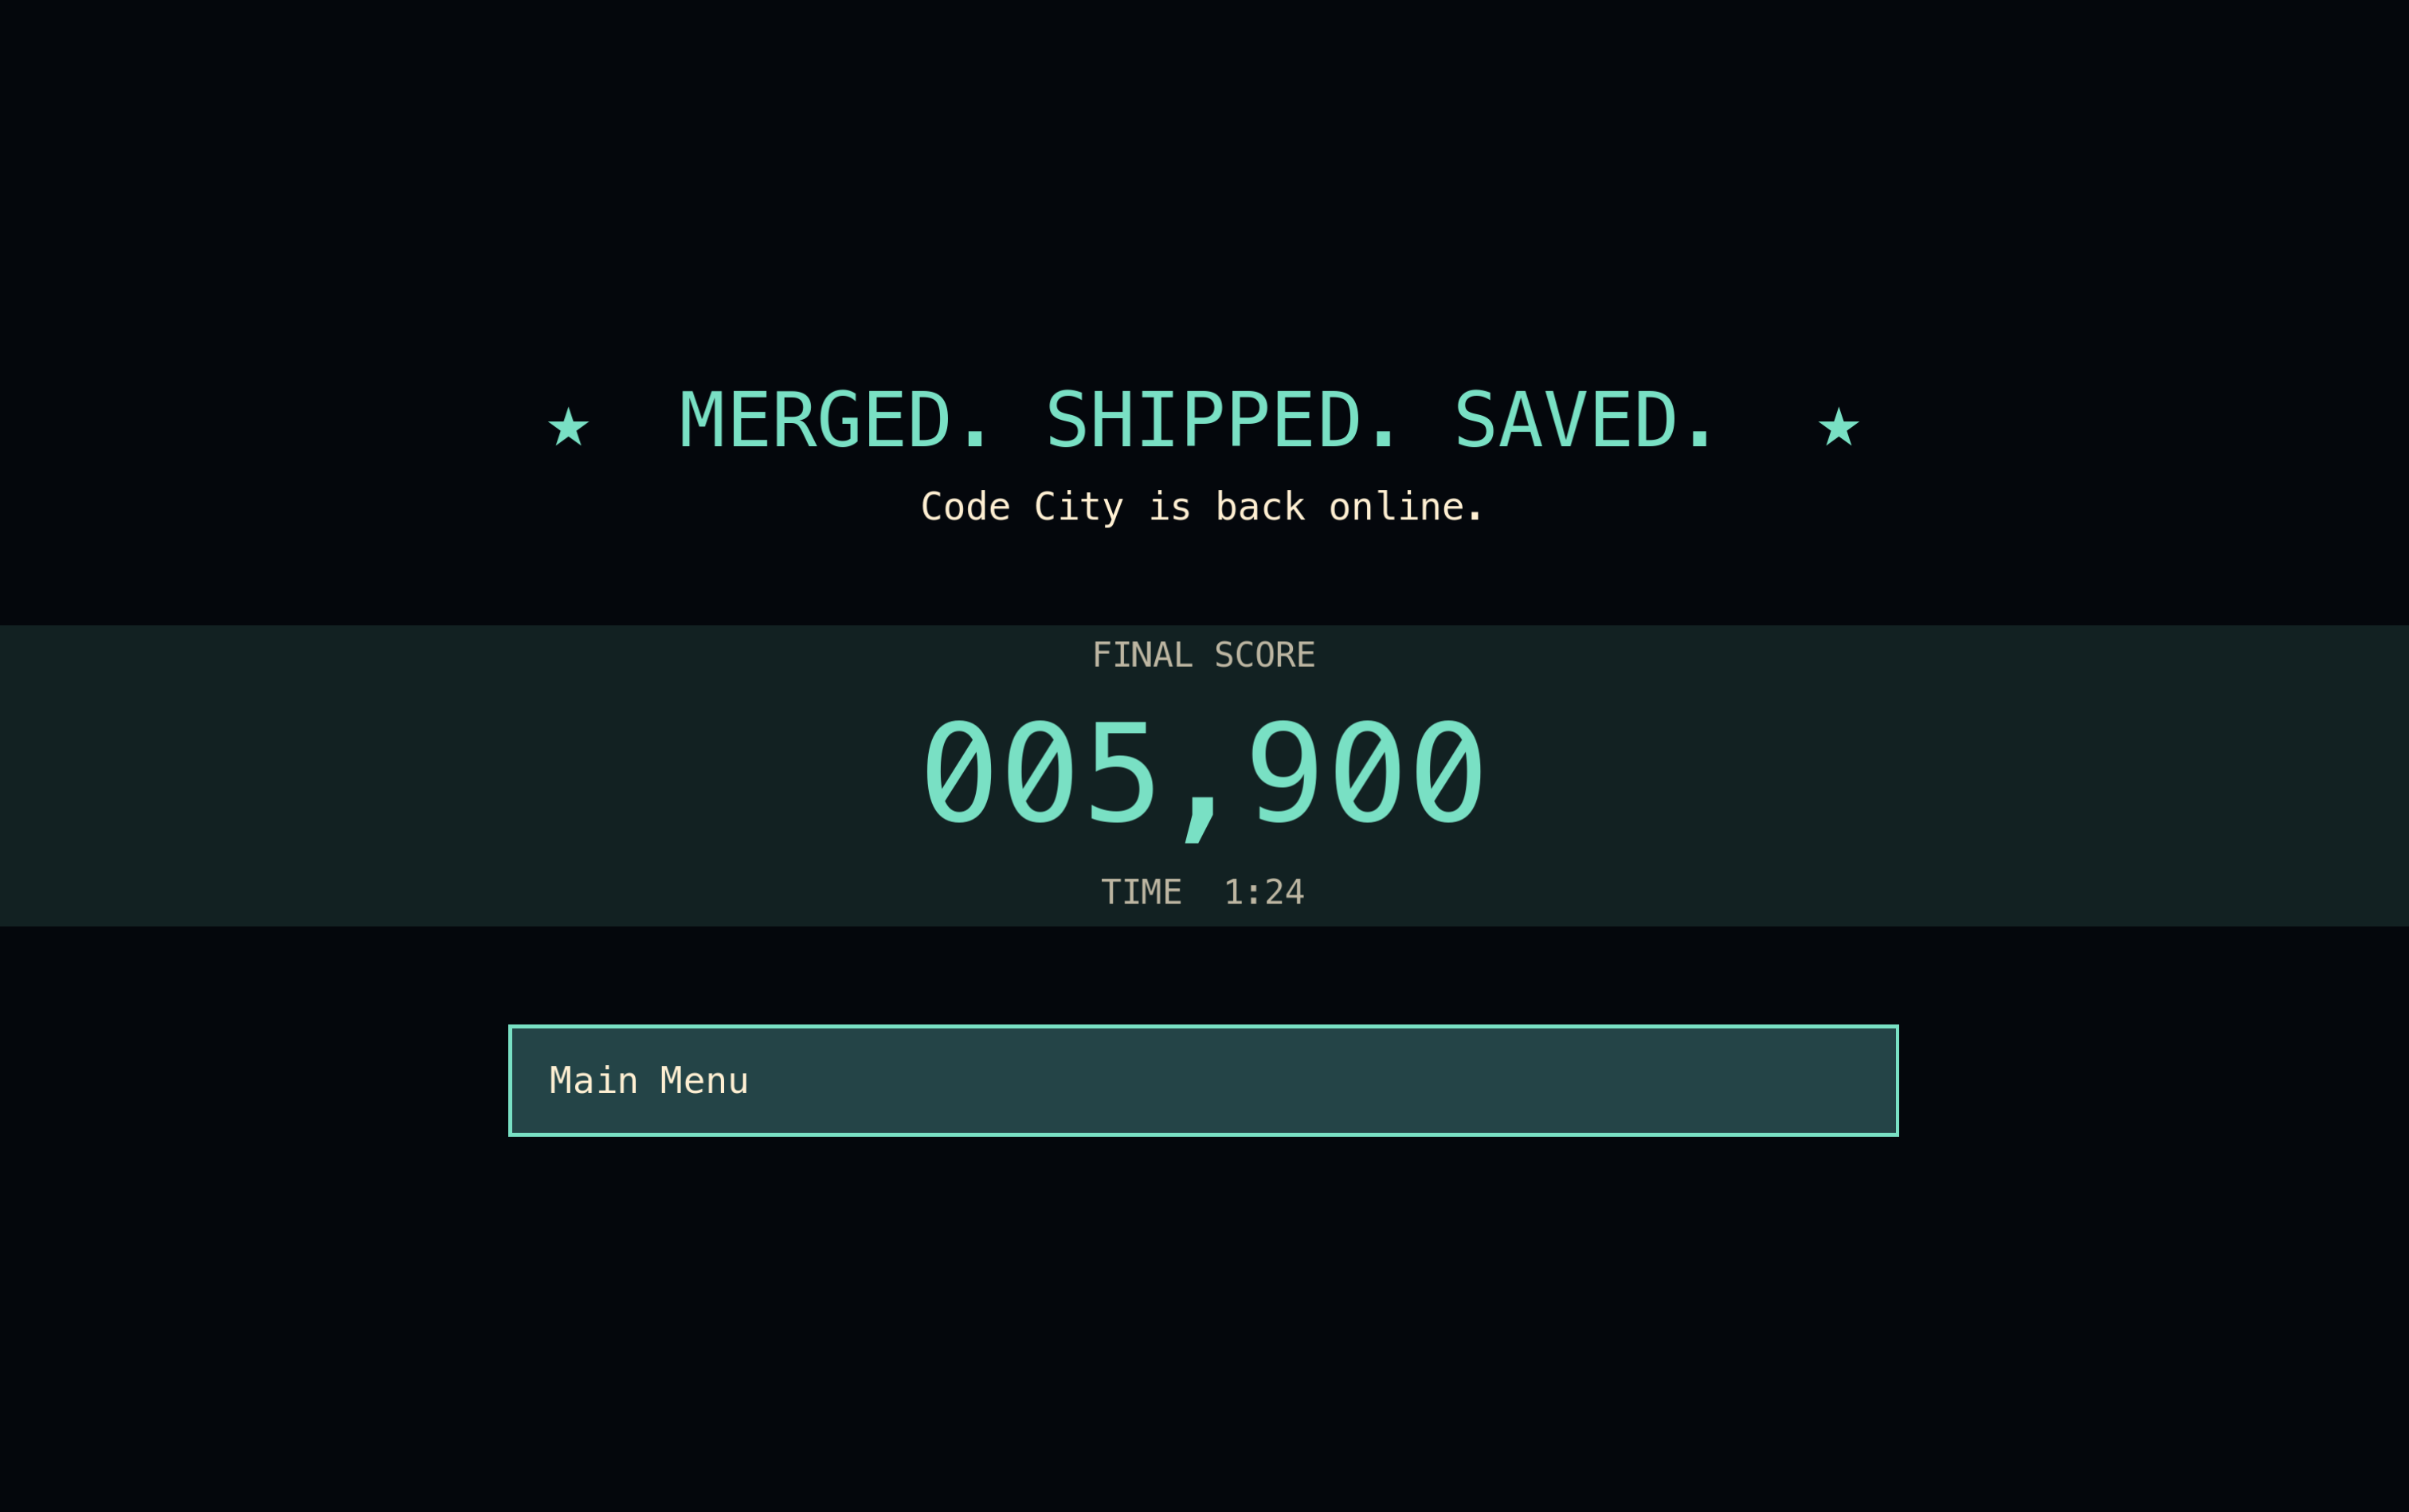 ★ MERGED. SHIPPED. SAVED. ★
Code City is back online.
FINAL SCORE
005,900
TIME 1:24
Main Menu